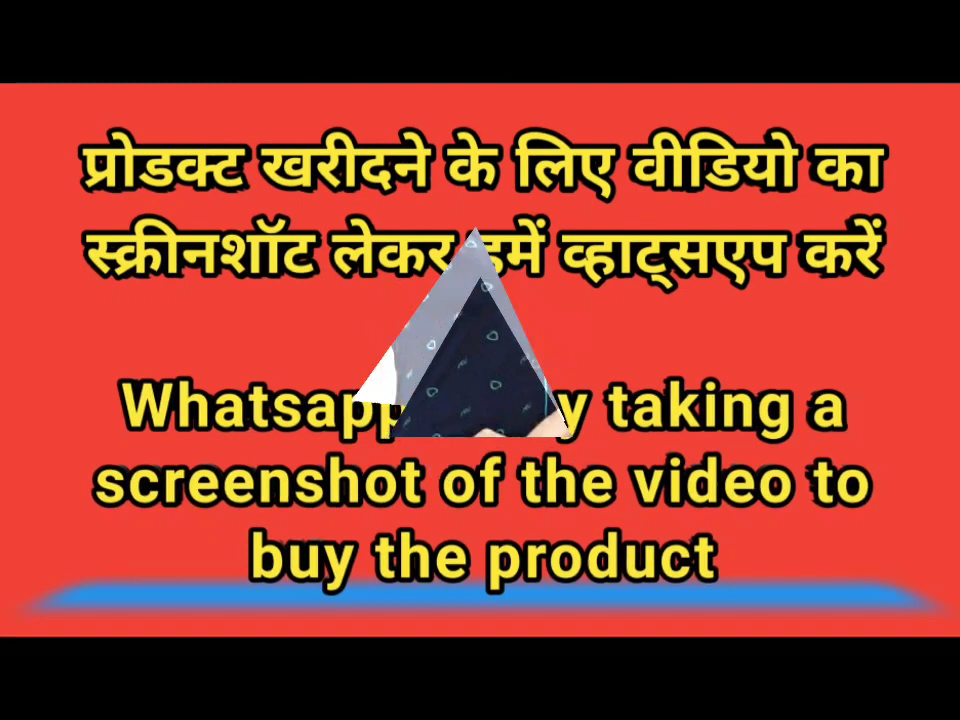 प्रोडक्ट खरीदने के लिए वीडियो का
स्क्रीनशॉट लेकर हमें व्हाट्सएप करें
Whatsapp taking a
screenshot of the video to
buy the product